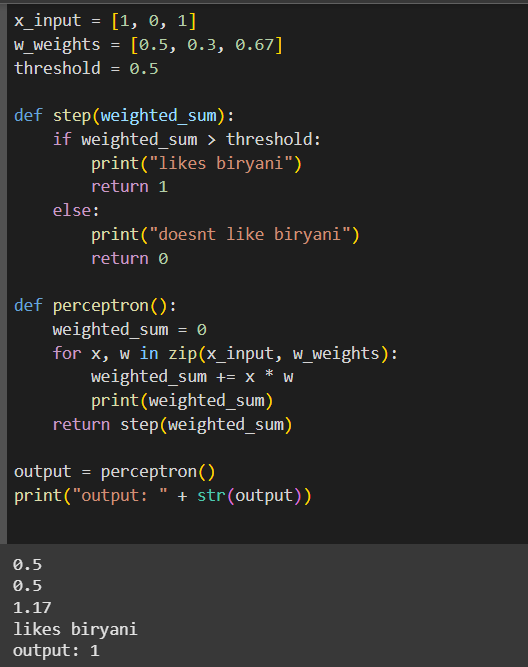 x_input = [1, 0, 1]
w_weights = [0.5, 0.3, 0.67]
threshold = 0.5

def step(weighted_sum):
    if weighted_sum > threshold:
        print("likes biryani")
        return 1
    else:
        print("doesnt like biryani")
        return 0

def perceptron():
    weighted_sum = 0
    for x, w in zip(x_input, w_weights):
        weighted_sum += x * w
        print(weighted_sum)
    return step(weighted_sum)

output = perceptron()
print("output: " + str(output))

0.5
0.5
1.17
likes biryani
output: 1